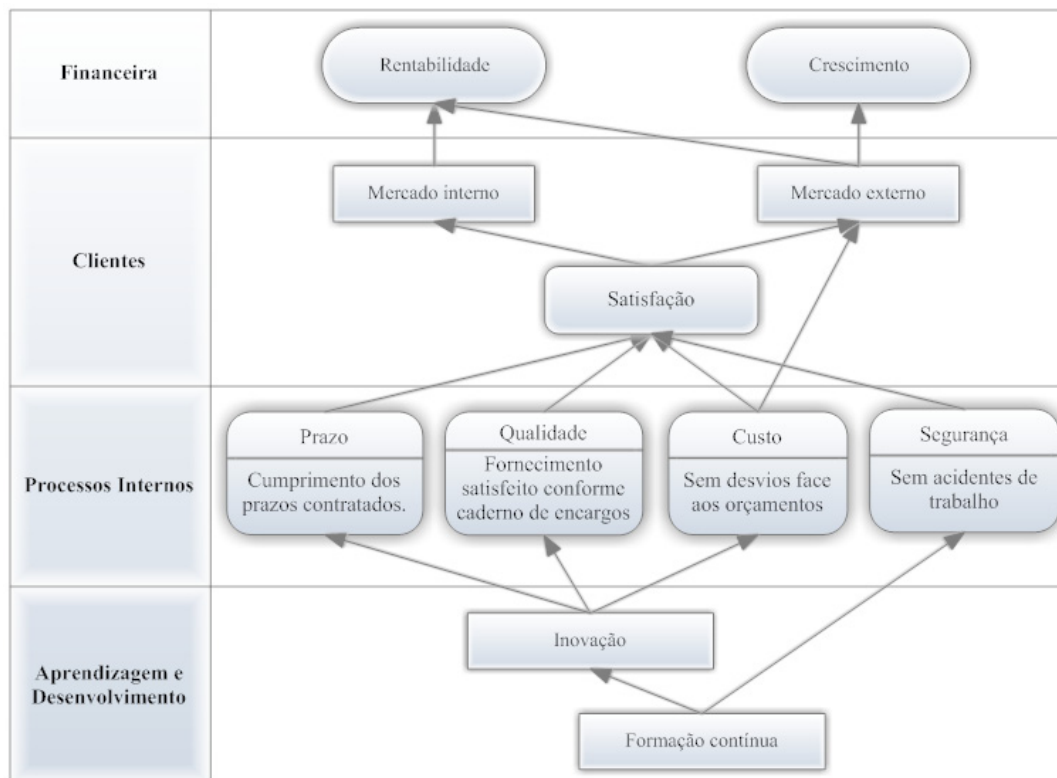 Financeira
Rentabilidade
Crescimento
Clientes
Mercado interno
Mercado externo
Satisfação
Processos Internos
Prazo
Cumprimento dos
prazos contratados.
Qualidade
Fornecimento
satisfeito conforme
caderno de encargos
Custo
Sem desvios face
aos orçamentos
Segurança
Sem acidentes de
trabalho
Aprendizagem e
Desenvolvimento
Inovação
Formação contínua